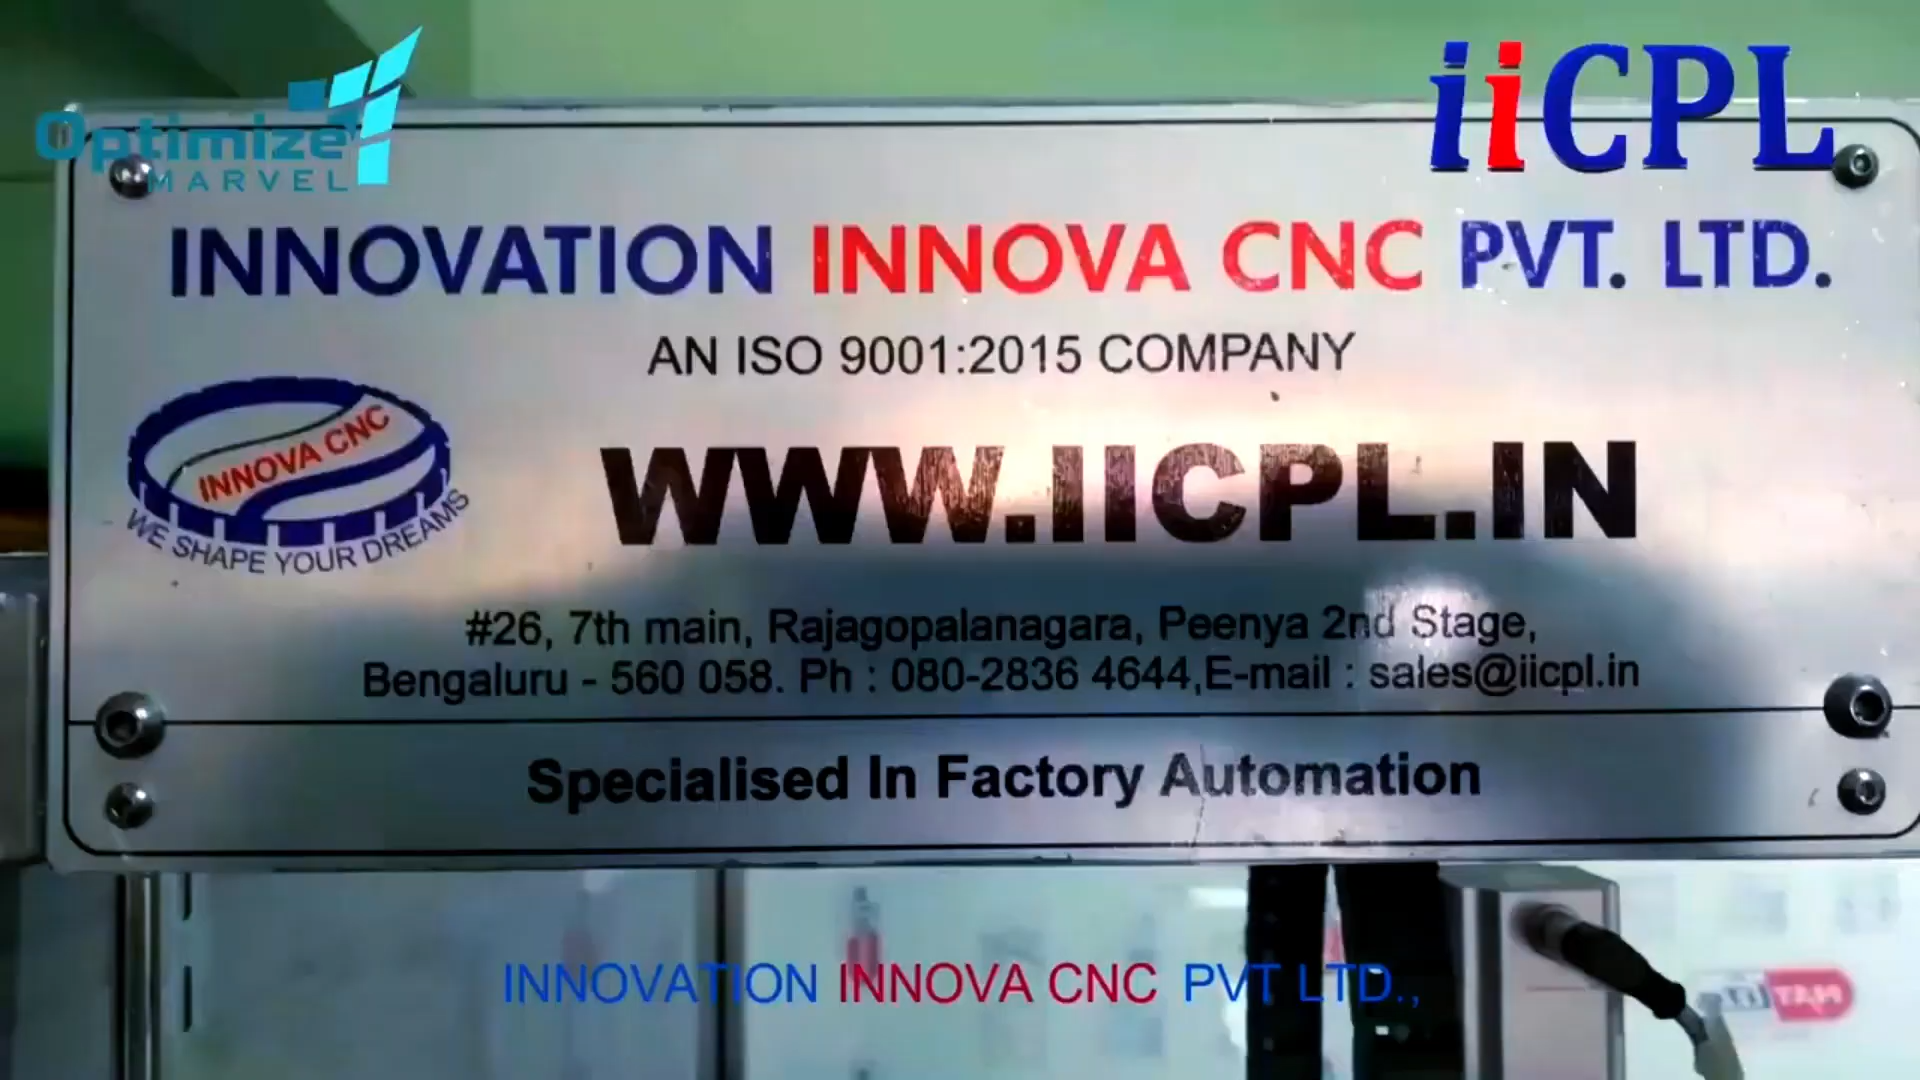 Optimize
MARVEL
iiCPL
INNOVATION INNOVA CNC PVT. LTD.
AN ISO 9001:2015 COMPANY
INNOVA CNC
WE SHAPE YOUR DREAMS
WWW.IICPL.IN
#26, 7th main, Rajagopalanagara, Peenya 2nd Stage,
Bengaluru - 560 058. Ph : 080-2836 4644,E-mail : sales@iicpl.in
Specialised In Factory Automation
INNOVATION INNOVA CNC PVT LTD.,